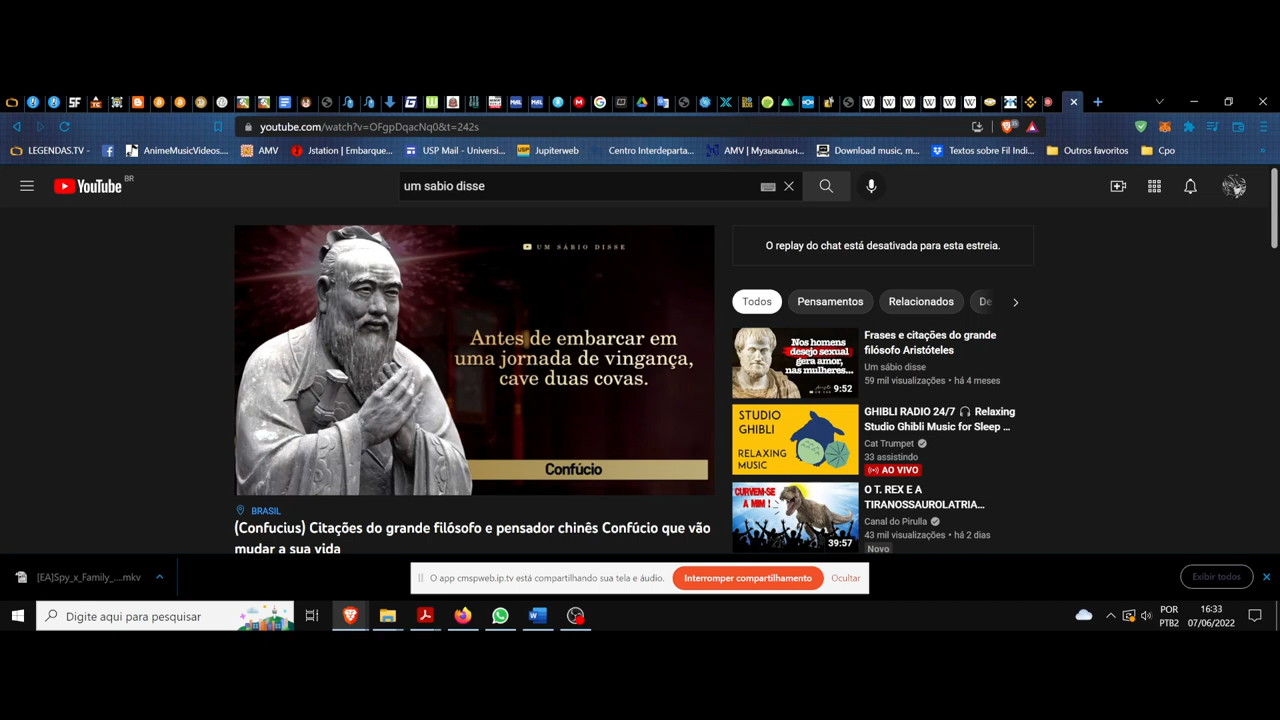 youtube.com/watch?v=OFgpDqacNq0&t=242s
LEGENDAS.TV -
AnimeMusicVideos...
AMV
Jstation | Embarque...
USP Mail - Universi...
Jupiterweb
Centro Interdeparta...
AMV | Музыкальн...
Download music, m...
Textos sobre Fil Indi...
Outros favoritos
Cpo
YouTube BR
um sabio disse
UM SÁBIO DISSE
Antes de embarcar em
uma jornada de vingança,
cave duas covas.
Confúcio
BRASIL
(Confucius) Citações do grande filósofo e pensador chinês Confúcio que vão
mudar a sua vida
O replay do chat está desativada para esta estreia.
Todos
Pensamentos
Relacionados
De
Nos homens
desejo sexual
gera amor,
nas mulheres...
9:52
Frases e citações do grande
filósofo Aristóteles
Um sábio disse
59 mil visualizações • há 4 meses
STUDIO
GHIBLI
RELAXING
MUSIC
GHIBLI RADIO 24/7 🎧 Relaxing
Studio Ghibli Music for Sleep ...
Cat Trumpet
33 assistindo
AO VIVO
CURVEM-SE
A MIM !
39:57
O T. REX E A
TIRANOSSAUROLATRIA...
Canal do Pirulla
43 mil visualizações • há 2 dias
Novo
[EA]Spy_x_Family_....mkv
O app cmspweb.ip.tv está compartilhando sua tela e áudio.
Interromper compartilhamento
Ocultar
Exibir todos
Digite aqui para pesquisar
POR
PTB2
16:33
07/06/2022